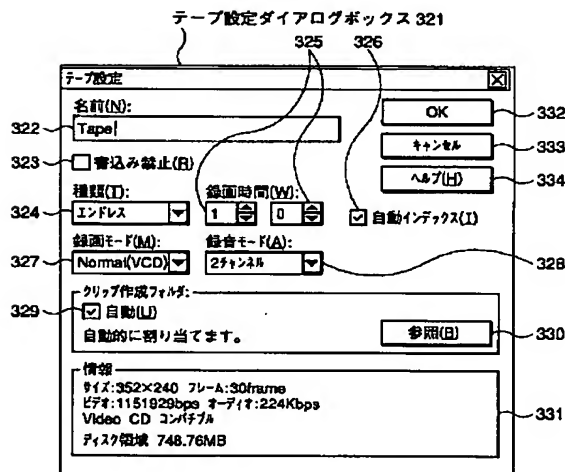 テープ設定ダイアログボックス 321
325
326
テープ設定
名前(N):
OK
332
322
Tape
キャンセル
333
323
書込み禁止(R)
ヘルプ(H)
334
種類(T):
録画時間(W):
324
エンドレス
1
0
自動インデックス(I)
録画モード(M):
録音モード(A):
327
Normal(VCD)
2チャンネル
328
クリップ作成フォルダ:
329
自動(U)
自動的に割り当てます。
参照(B)
330
情報
サイズ:352×240 フレーム:30frame
ビデオ:1151929bps オーディオ:224Kbps
Video CD コンパチブル
331
ディスク領域 748.76MB